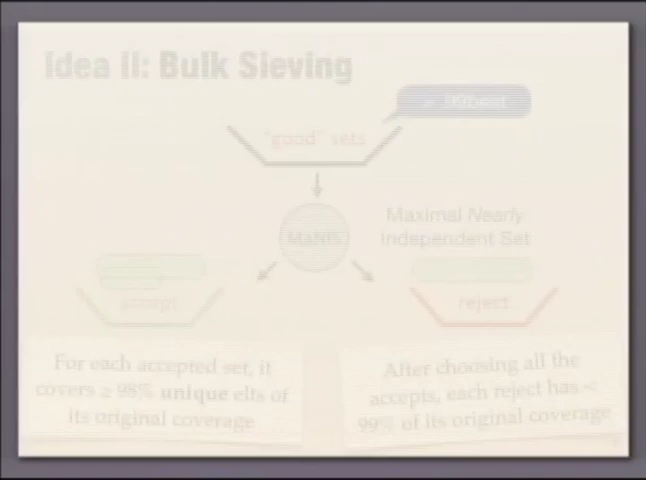 Idea II: Bulk Sieving
"good" sets
MaNIS
Maximal Nearly
Independent Set
accept
reject
For each accepted set, it
covers ≥ 98% unique elts of
its original coverage
After choosing all the
accepts, each reject has <
99% of its original coverage